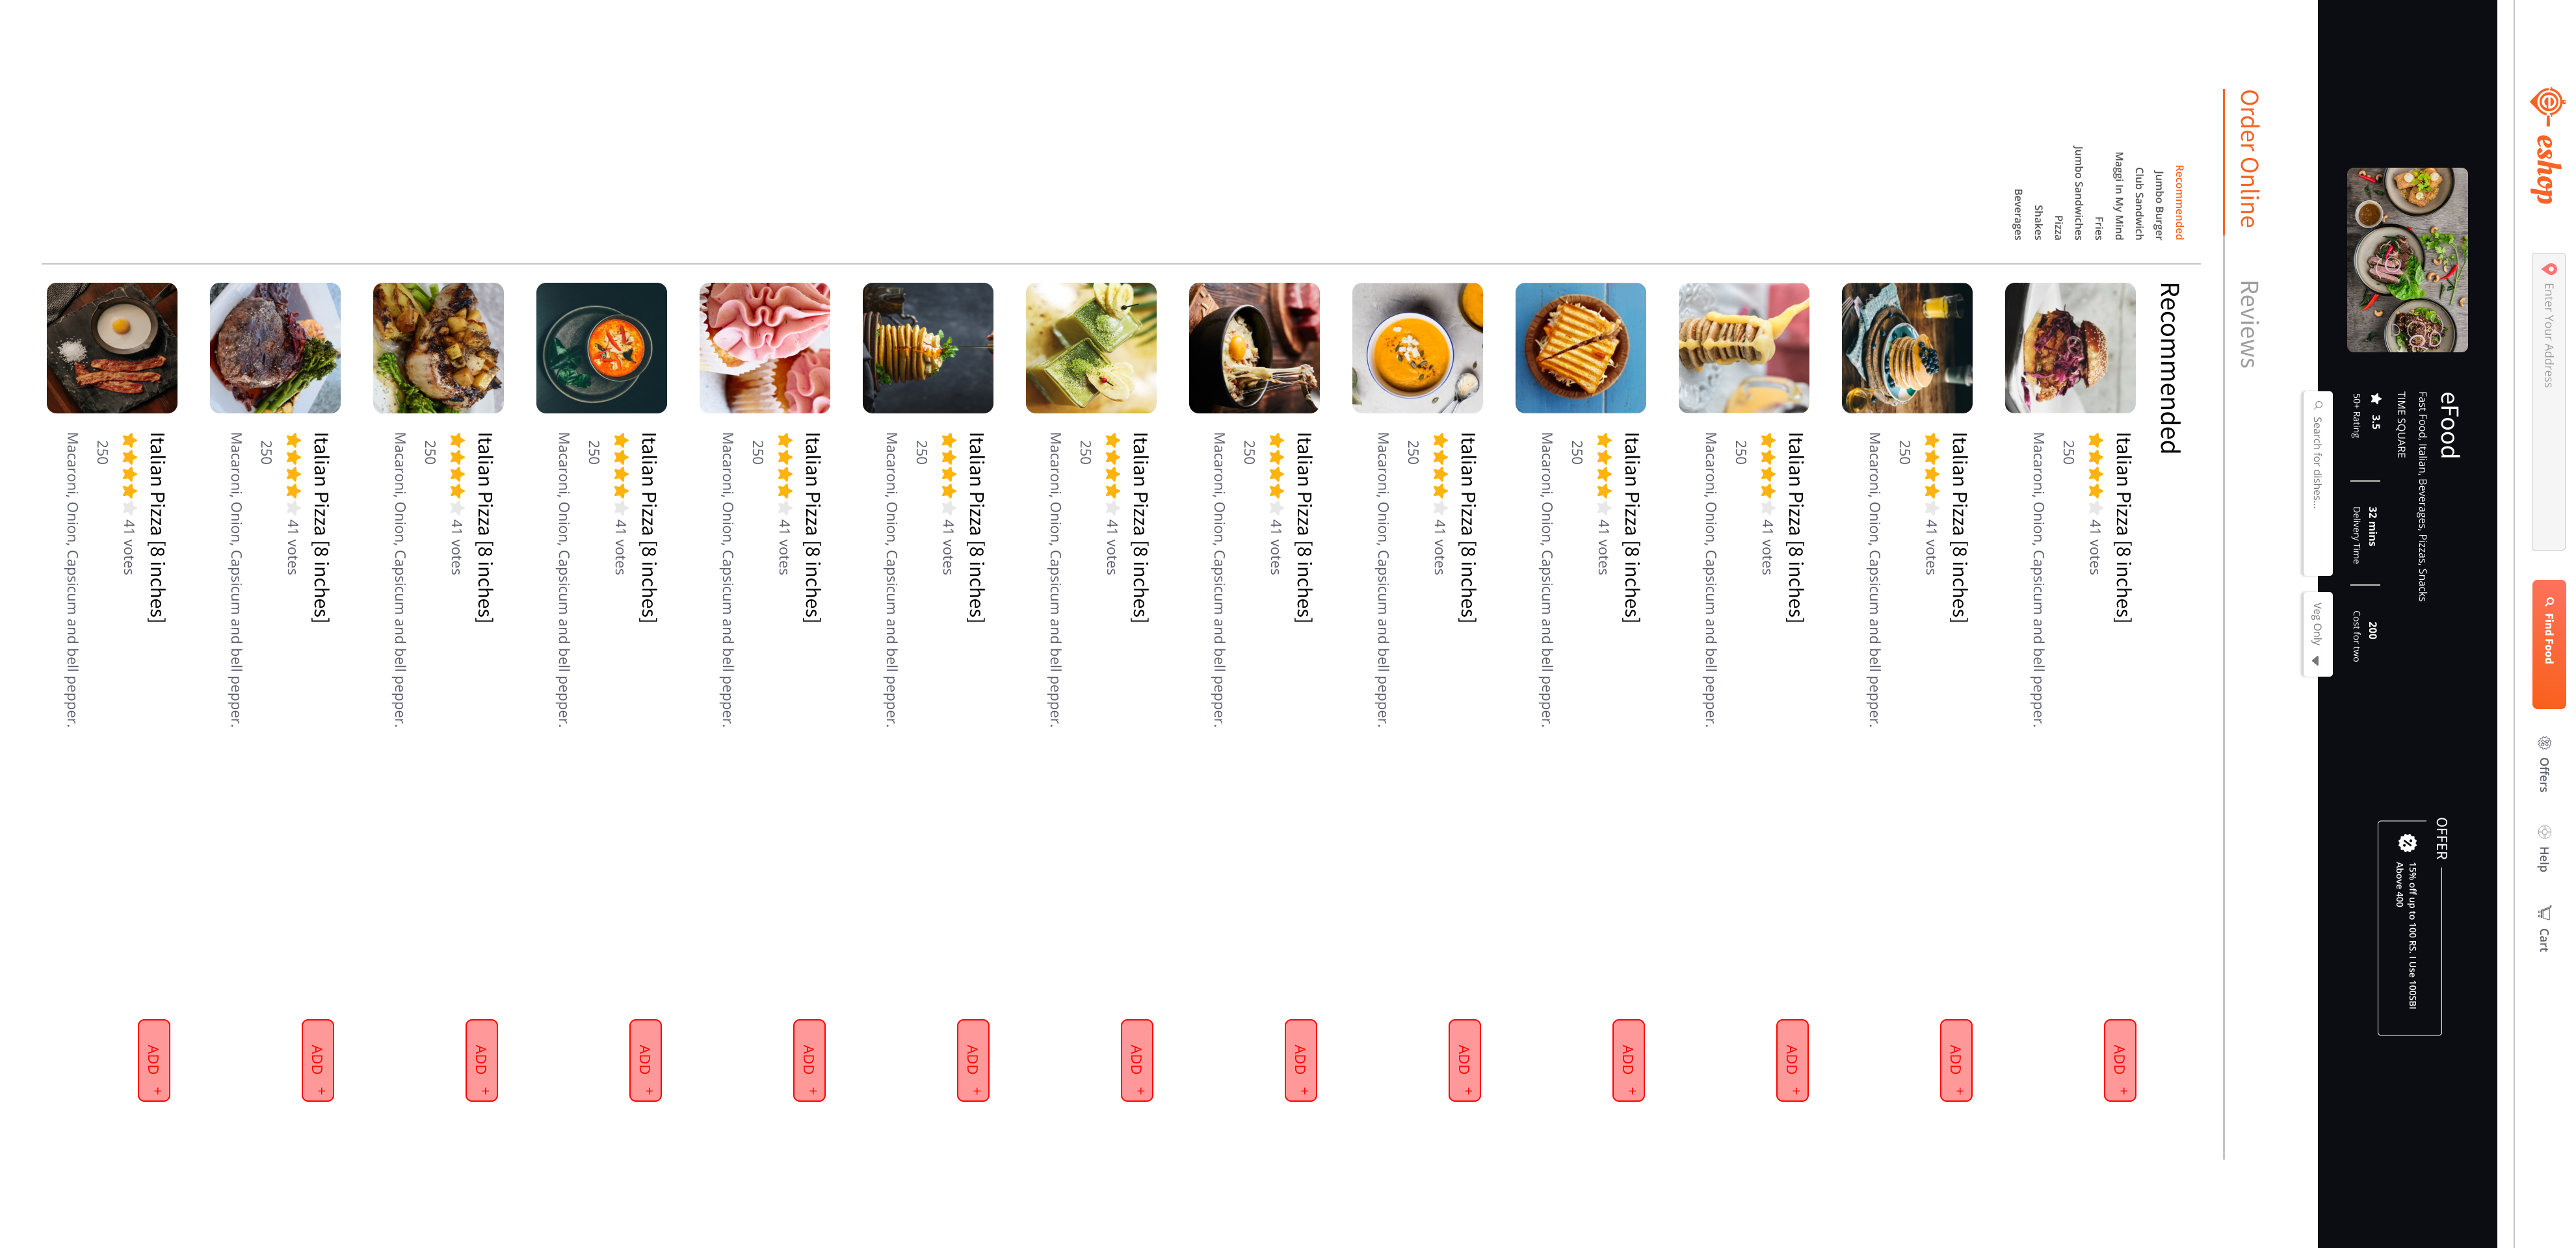 eshop
Enter Your Address
Find Food
Offers
Help
Cart
eFood
Fast Food, Italian, Beverages, Pizzas, Snacks
TIME SQUARE
3.5
50+ Rating
32 mins
Delivery Time
200
Cost for two
OFFER
15% off up to 100 RS. I Use 100SBI
Above 400
Search for dishes...
Veg Only
Order Online
Reviews
Recommended
Jumbo Burger
Club Sandwich
Maggi In My Mind
Fries
Jumbo Sandwiches
Pizza
Shakes
Beverages
Recommended
Italian Pizza [8 inches]
41 votes
250
Macaroni, Onion, Capsicum and bell pepper.
ADD +
Italian Pizza [8 inches]
41 votes
250
Macaroni, Onion, Capsicum and bell pepper.
ADD +
Italian Pizza [8 inches]
41 votes
250
Macaroni, Onion, Capsicum and bell pepper.
ADD +
Italian Pizza [8 inches]
41 votes
250
Macaroni, Onion, Capsicum and bell pepper.
ADD +
Italian Pizza [8 inches]
41 votes
250
Macaroni, Onion, Capsicum and bell pepper.
ADD +
Italian Pizza [8 inches]
41 votes
250
Macaroni, Onion, Capsicum and bell pepper.
ADD +
Italian Pizza [8 inches]
41 votes
250
Macaroni, Onion, Capsicum and bell pepper.
ADD +
Italian Pizza [8 inches]
41 votes
250
Macaroni, Onion, Capsicum and bell pepper.
ADD +
Italian Pizza [8 inches]
41 votes
250
Macaroni, Onion, Capsicum and bell pepper.
ADD +
Italian Pizza [8 inches]
41 votes
250
Macaroni, Onion, Capsicum and bell pepper.
ADD +
Italian Pizza [8 inches]
41 votes
250
Macaroni, Onion, Capsicum and bell pepper.
ADD +
Italian Pizza [8 inches]
41 votes
250
Macaroni, Onion, Capsicum and bell pepper.
ADD +
Italian Pizza [8 inches]
41 votes
250
Macaroni, Onion, Capsicum and bell pepper.
ADD +